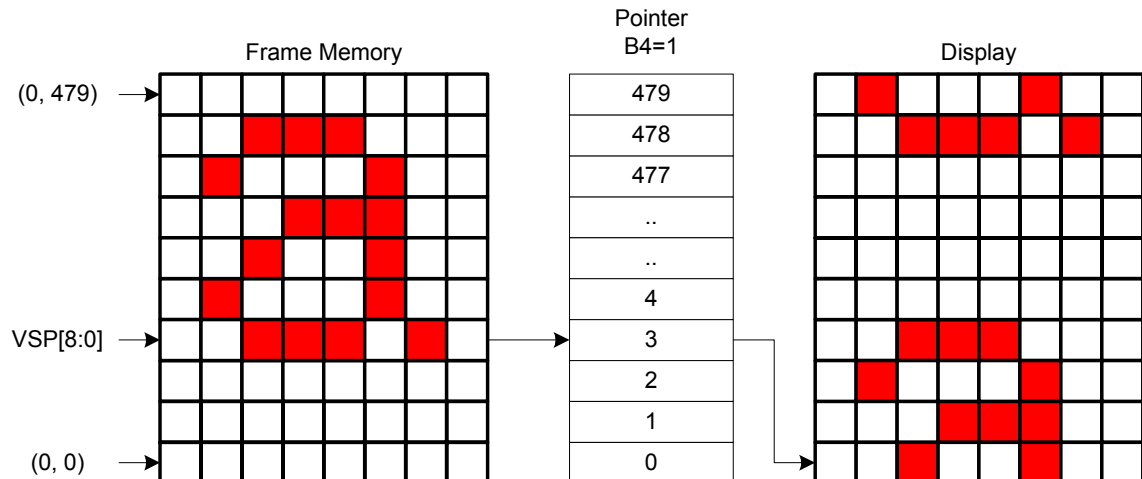 Pointer
B4=1
Frame Memory
Display
(0, 479)
479
478
477
..
..
4
VSP[8:0]
3
2
1
(0, 0)
0